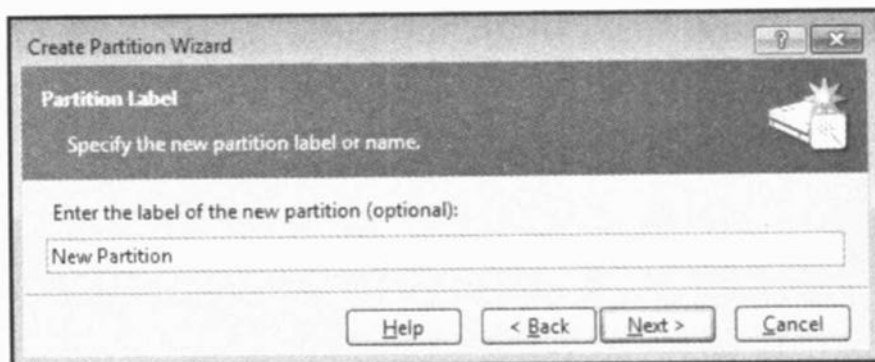 Create Partition Wizard
?
Partition Label
Specify the new partition label or name.
Enter the label of the new partition (optional):
New Partition
Help < Back Next > Cancel